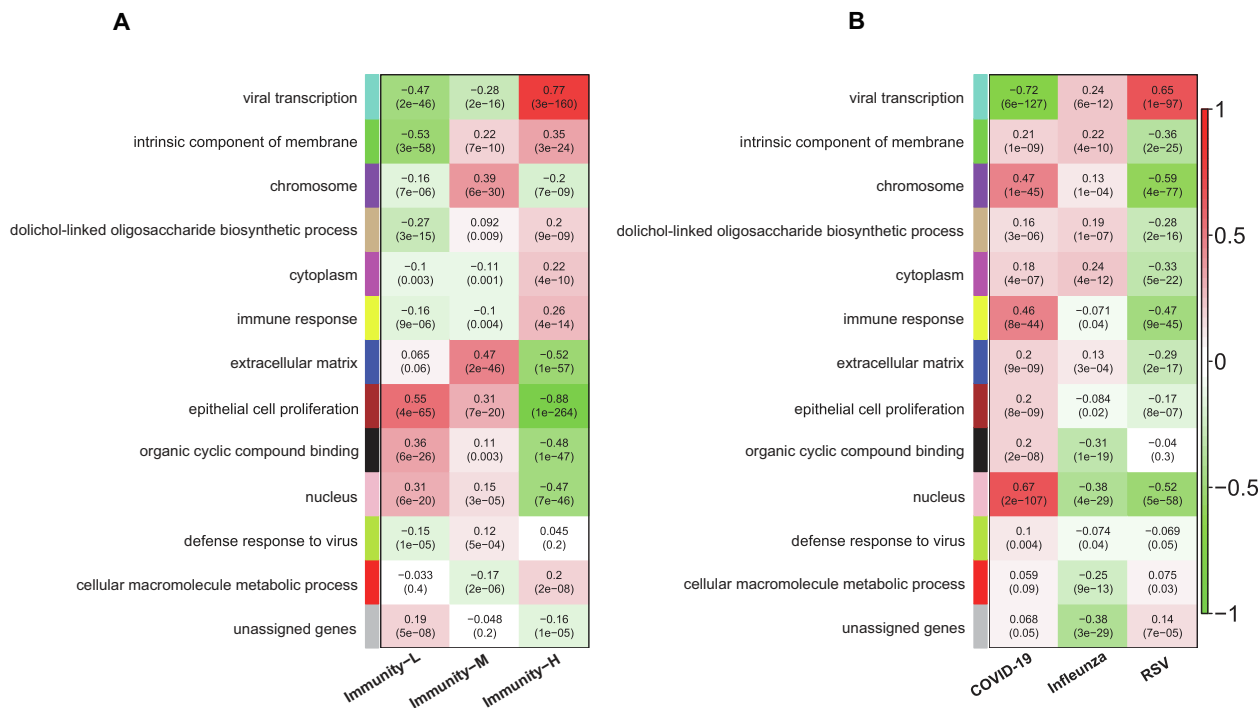 A
B
viral transcription
−0.47 −0.28 0.77
(2e−46) (2e−16) (3e−160)
intrinsic component of membrane
−0.53 0.22 0.35
(3e−58) (7e−10) (3e−24)
chromosome
−0.16 0.39 −0.2
(7e−06) (6e−30) (7e−09)
dolichol-linked oligosaccharide biosynthetic process
−0.27 0.092 0.2
(3e−15) (0.009) (9e−09)
cytoplasm
−0.1 −0.11 0.22
(0.003) (0.001) (4e−10)
immune response
−0.16 −0.1 0.26
(9e−06) (0.004) (4e−14)
extracellular matrix
0.065 0.47 −0.52
(0.06) (2e−46) (1e−57)
epithelial cell proliferation
0.55 0.31 −0.88
(4e−65) (7e−20) (1e−264)
organic cyclic compound binding
0.36 0.11 −0.48
(6e−26) (0.003) (1e−47)
nucleus
0.31 0.15 −0.47
(6e−20) (3e−05) (7e−46)
defense response to virus
−0.15 0.12 0.045
(1e−05) (5e−04) (0.2)
cellular macromolecule metabolic process
−0.033 −0.17 0.2
(0.4) (2e−06) (2e−08)
unassigned genes
0.19 −0.048 −0.16
(5e−08) (0.2) (1e−05)
Immunity−L
Immunity−M
Immunity−H
viral transcription
−0.72 0.24 0.65
(6e−127) (6e−12) (1e−97)
intrinsic component of membrane
0.21 0.22 −0.36
(1e−09) (4e−10) (2e−25)
chromosome
0.47 0.13 −0.59
(1e−45) (1e−04) (4e−77)
dolichol-linked oligosaccharide biosynthetic process
0.16 0.19 −0.28
(3e−06) (1e−07) (2e−16)
cytoplasm
0.18 0.24 −0.33
(4e−07) (4e−12) (5e−22)
immune response
0.46 −0.071 −0.47
(8e−44) (0.04) (9e−45)
extracellular matrix
0.2 0.13 −0.29
(9e−09) (3e−04) (2e−17)
epithelial cell proliferation
0.2 −0.084 −0.17
(8e−09) (0.02) (8e−07)
organic cyclic compound binding
0.2 −0.31 −0.04
(2e−08) (1e−19) (0.3)
nucleus
0.67 −0.38 −0.52
(2e−107) (4e−29) (5e−58)
defense response to virus
0.1 −0.074 −0.069
(0.004) (0.04) (0.05)
cellular macromolecule metabolic process
0.059 −0.25 0.075
(0.09) (9e−13) (0.03)
unassigned genes
0.068 −0.38 0.14
(0.05) (3e−29) (7e−05)
COVID-19
Infleunza
RSV
1
0.5
0
−0.5
−1